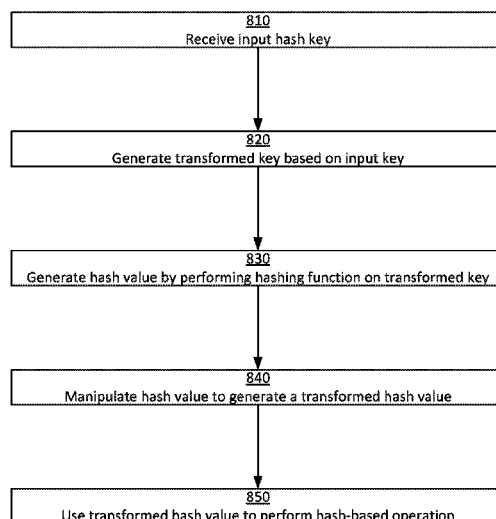 810
Receive input hash key
820
Generate transformed key based on input key
830
Generate hash value by performing hashing function on transformed key
840
Manipulate hash value to generate a transformed hash value
850
Use transformed hash value to perform hash-based operation